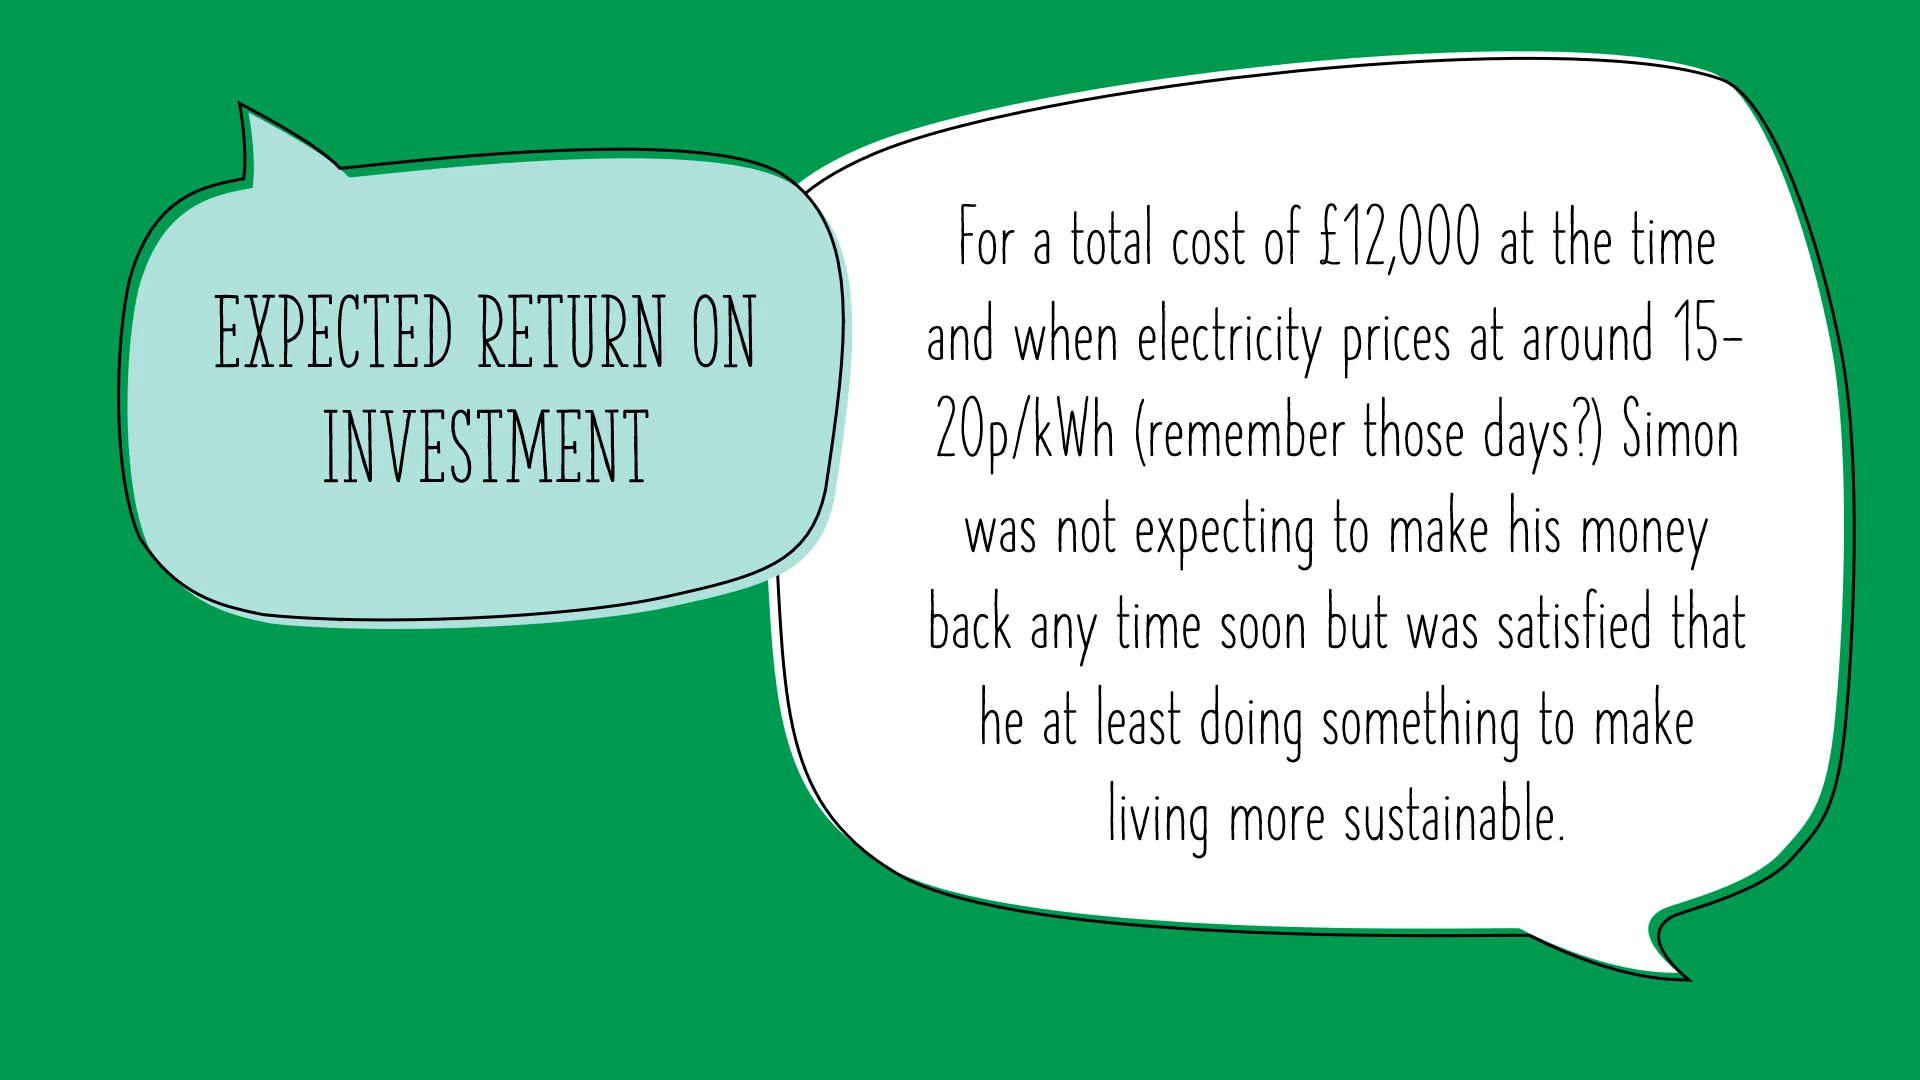 EXPECTED RETURN ON
INVESTMENT
For a total cost of £12,000 at the time
and when electricity prices at around 15-
20p/kWh (remember those days?) Simon
was not expecting to make his money
back any time soon but was satisfied that
he at least doing something to make
living more sustainable.